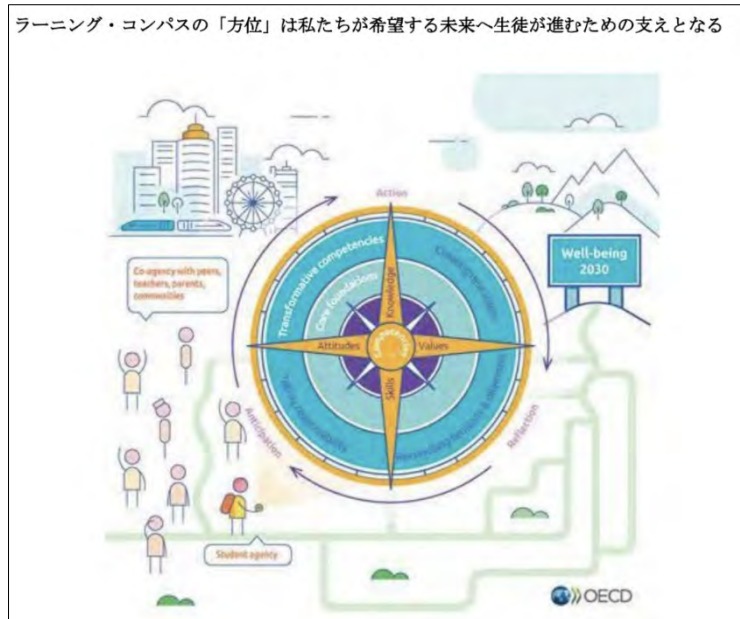 ラーニング・コンパスの「方位」は私たちが希望する未来へ生徒が進むための支えとなる
Action
Well-being
2030
Co-agency with peers,
teachers, parents,
communities
Transformative competencies
Creating new value
Core foundations
Knowledge
Attitudes
Competencies
Values
Skills
Taking responsibility
Reconciling tensions & dilemmas
Anticipation
Reflection
Student agency
OECD